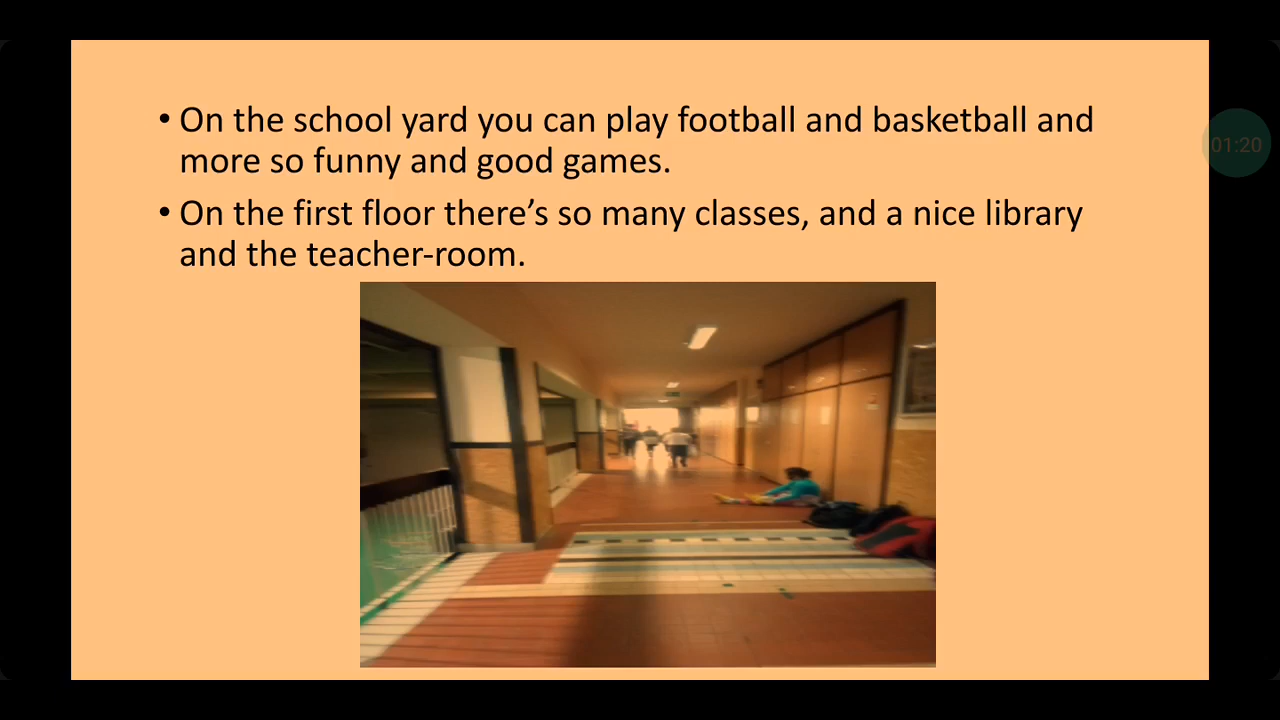 • On the school yard you can play football and basketball and
more so funny and good games.
• On the first floor there’s so many classes, and a nice library
and the teacher-room.
01:20